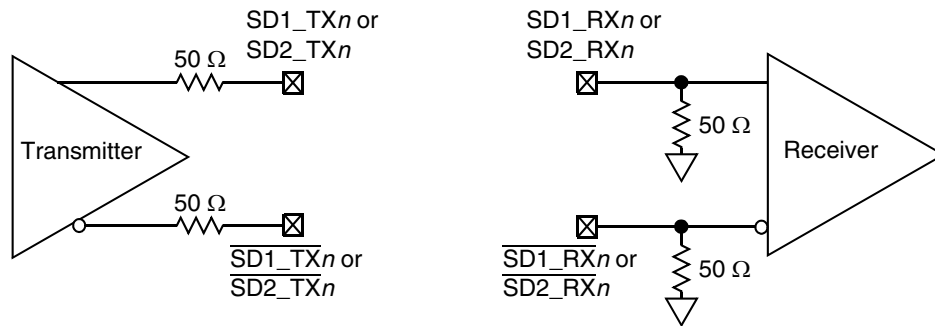 SD1_TXn or
SD2_TXn
50 Ω
Transmitter
50 Ω
SD1_TXn or
SD2_TXn
SD1_RXn or
SD2_RXn
50 Ω
Receiver
SD1_RXn or
SD2_RXn
50 Ω